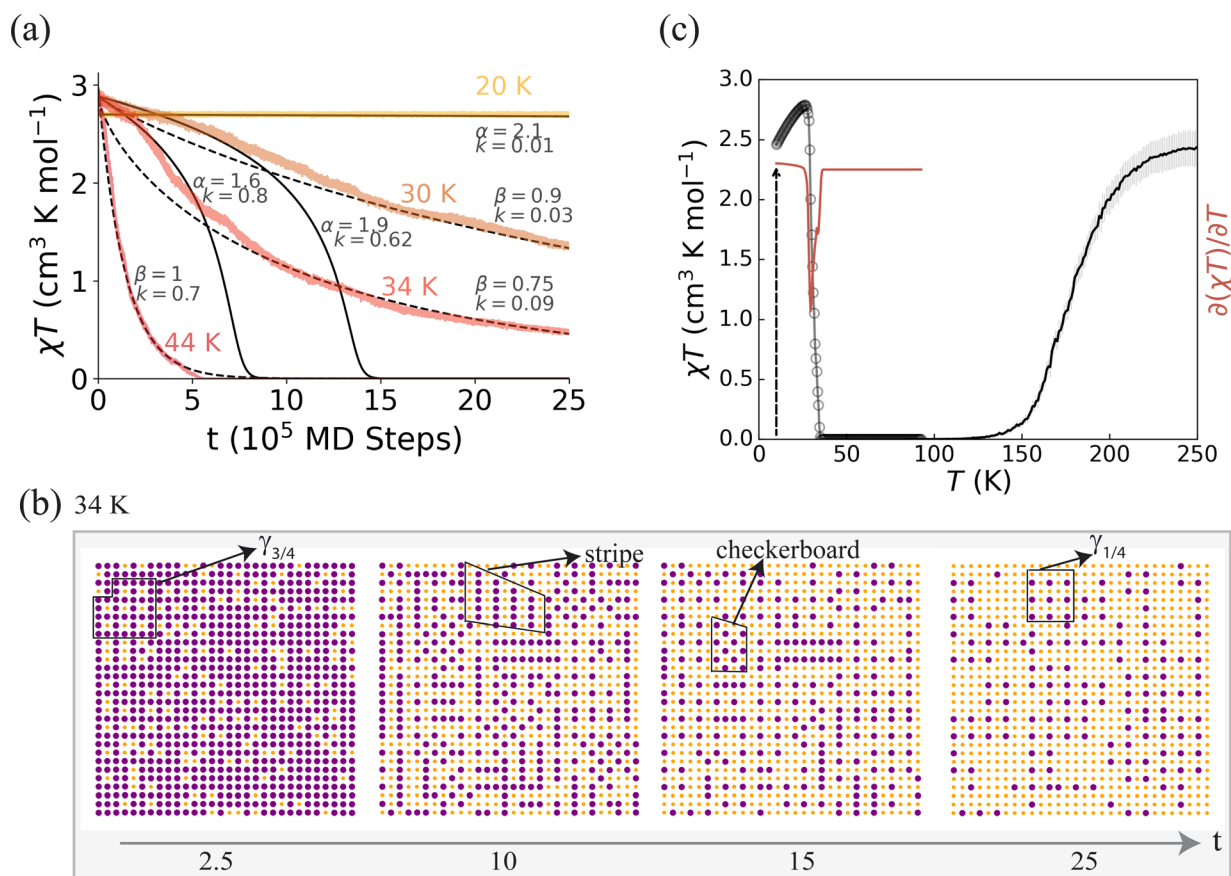 (a)
3
2
1
0
0
5
10
15
20
25
χT (cm³ K mol⁻¹)
t (10⁵ MD Steps)
20 K
α = 2.1
k = 0.01
α = 1.6
k = 0.8
30 K
β = 0.9
k = 0.03
α = 1.9
k = 0.62
β = 1
k = 0.7
34 K
β = 0.75
k = 0.09
44 K
(c)
3.0
2.5
2.0
1.5
1.0
0.5
0.0
0
50
100
150
200
250
χT (cm³ K mol⁻¹)
T (K)
∂(χT)/∂T
(b) 34 K
γ3/4
stripe
checkerboard
γ1/4
t
2.5
10
15
25